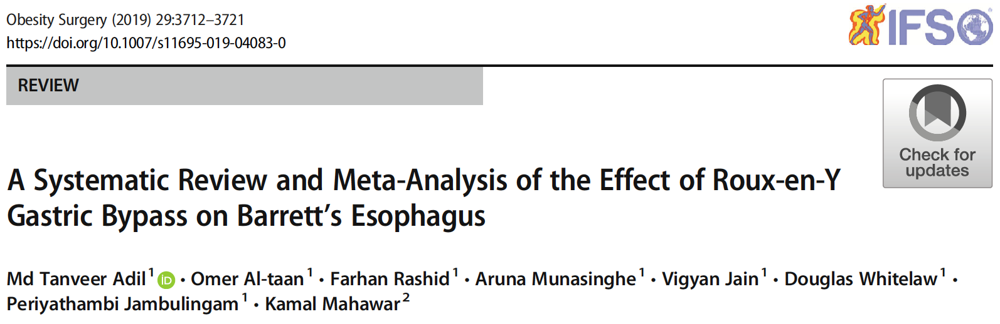 Obesity Surgery (2019) 29:3712–3721
https://doi.org/10.1007/s11695-019-04083-0
IFSO®
REVIEW
Check for
updates
A Systematic Review and Meta-Analysis of the Effect of Roux-en-Y
Gastric Bypass on Barrett’s Esophagus
Md Tanveer Adil 1 iD · Omer Al-taan 1 · Farhan Rashid 1 · Aruna Munasinghe 1 · Vigyan Jain 1 · Douglas Whitelaw 1 ·
Periyathambi Jambulingam 1 · Kamal Mahawar 2